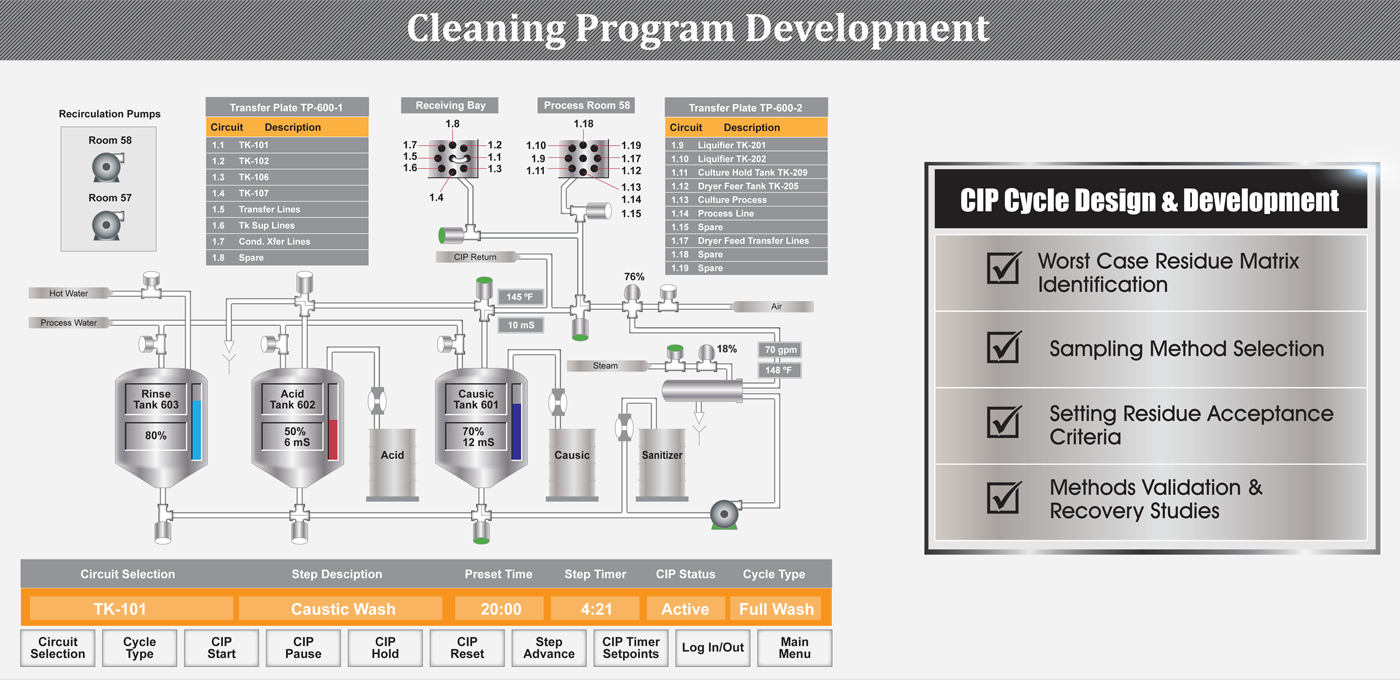 Cleaning Program Development
Recirculation Pumps
Room 58
Room 57
Transfer Plate TP-600-1
Circuit Description
1.1 TK-101
1.2 TK-102
1.3 TK-106
1.4 TK-107
1.5 Transfer Lines
1.6 Tk Sup Lines
1.7 Cond. Xfer Lines
1.8 Spare
Receiving Bay
1.8
1.7
1.5
1.6
1.2
1.1
1.3
1.4
Process Room 58
1.18
1.10
1.9
1.11
1.19
1.17
1.12
1.13
1.14
1.15
Transfer Plate TP-600-2
Circuit Description
1.9 Liquifier TK-201
1.10 Liquifier TK-202
1.11 Culture Hold Tank TK-209
1.12 Dryer Feer Tank TK-205
1.13 Culture Process
1.14 Process Line
1.15 Spare
1.17 Dryer Feed Transfer Lines
1.18 Spare
1.19 Spare
CIP Return
Hot Water
Process Water
145 ºF
10 mS
76%
Air
Steam
18%
70 gpm
148 ºF
Rinse
Tank 603
80%
Acid
Tank 602
50%
6 mS
Acid
Causic
Tank 601
70%
12 mS
Causic
Sanitizer
Circuit Selection Step Desciption Preset Time Step Timer CIP Status Cycle Type
TK-101 Caustic Wash 20:00 4:21 Active Full Wash
Circuit
Selection
Cycle
Type
CIP
Start
CIP
Pause
CIP
Hold
CIP
Reset
Step
Advance
CIP Timer
Setpoints
Log In/Out
Main
Menu
CIP Cycle Design & Development
Worst Case Residue Matrix
Identification
Sampling Method Selection
Setting Residue Acceptance
Criteria
Methods Validation &
Recovery Studies